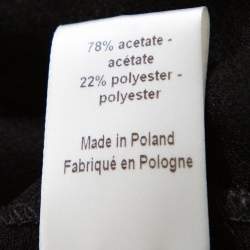 78% acetate -
acétate
22% polyester -
polyester
Made in Poland
Fabriqué en Pologne